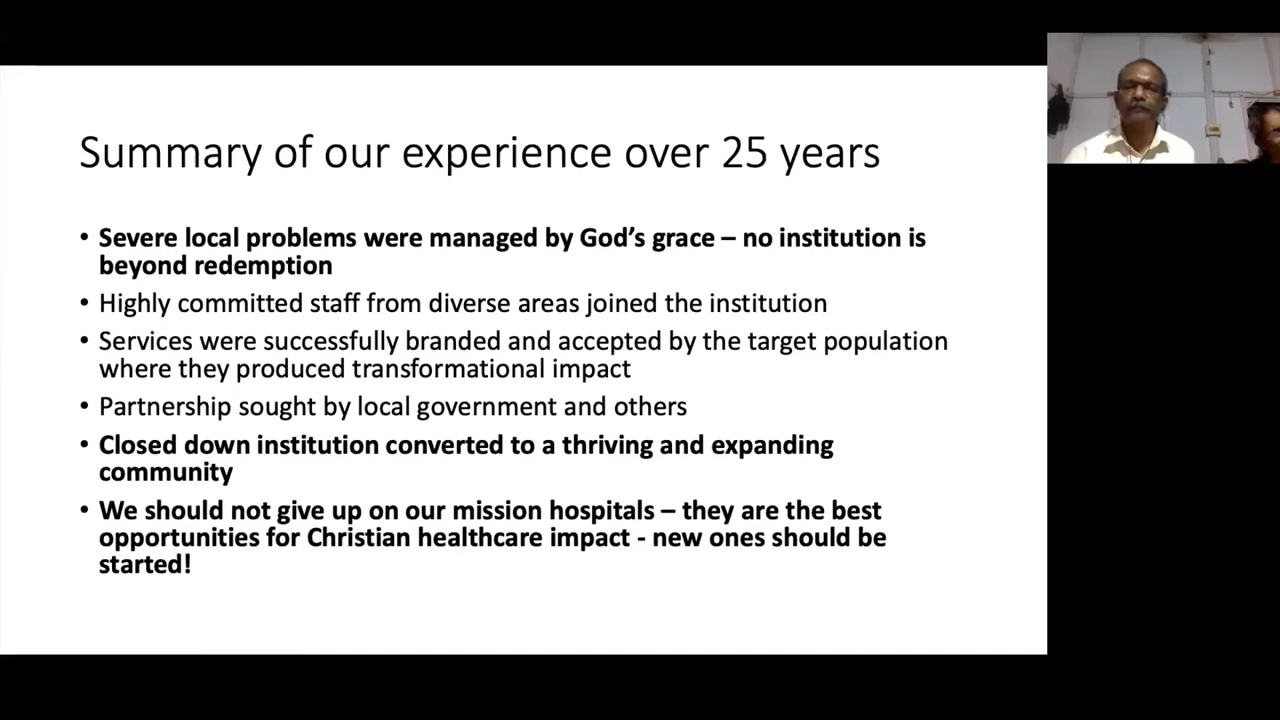 Summary of our experience over 25 years
• Severe local problems were managed by God’s grace – no institution is
beyond redemption
• Highly committed staff from diverse areas joined the institution
• Services were successfully branded and accepted by the target population
where they produced transformational impact
• Partnership sought by local government and others
• Closed down institution converted to a thriving and expanding
community
• We should not give up on our mission hospitals – they are the best
opportunities for Christian healthcare impact - new ones should be
started!